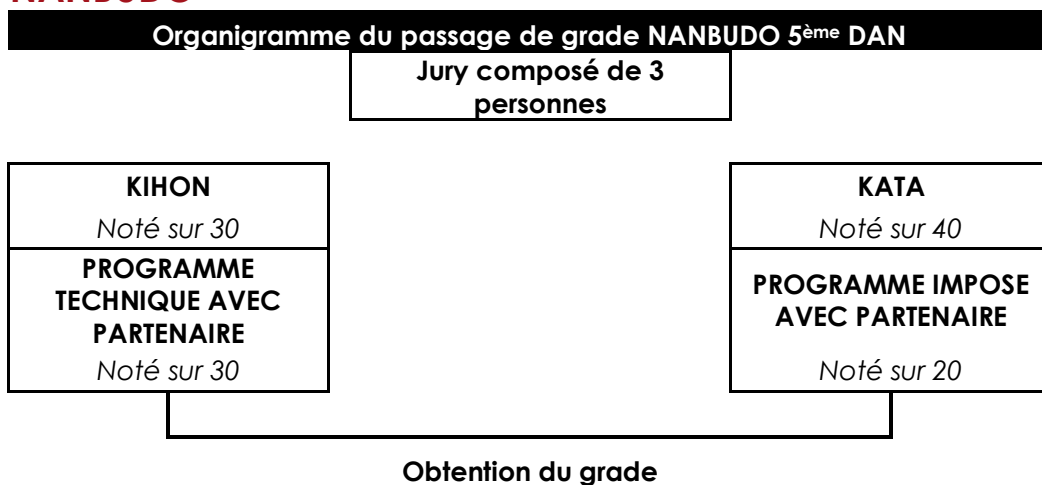 NANBUDO
Organigramme du passage de grade NANBUDO 5ème DAN
Jury composé de 3
personnes
KIHON
Noté sur 30
PROGRAMME
TECHNIQUE AVEC
PARTENAIRE
Noté sur 30
KATA
Noté sur 40
PROGRAMME IMPOSE
AVEC PARTENAIRE
Noté sur 20
Obtention du grade